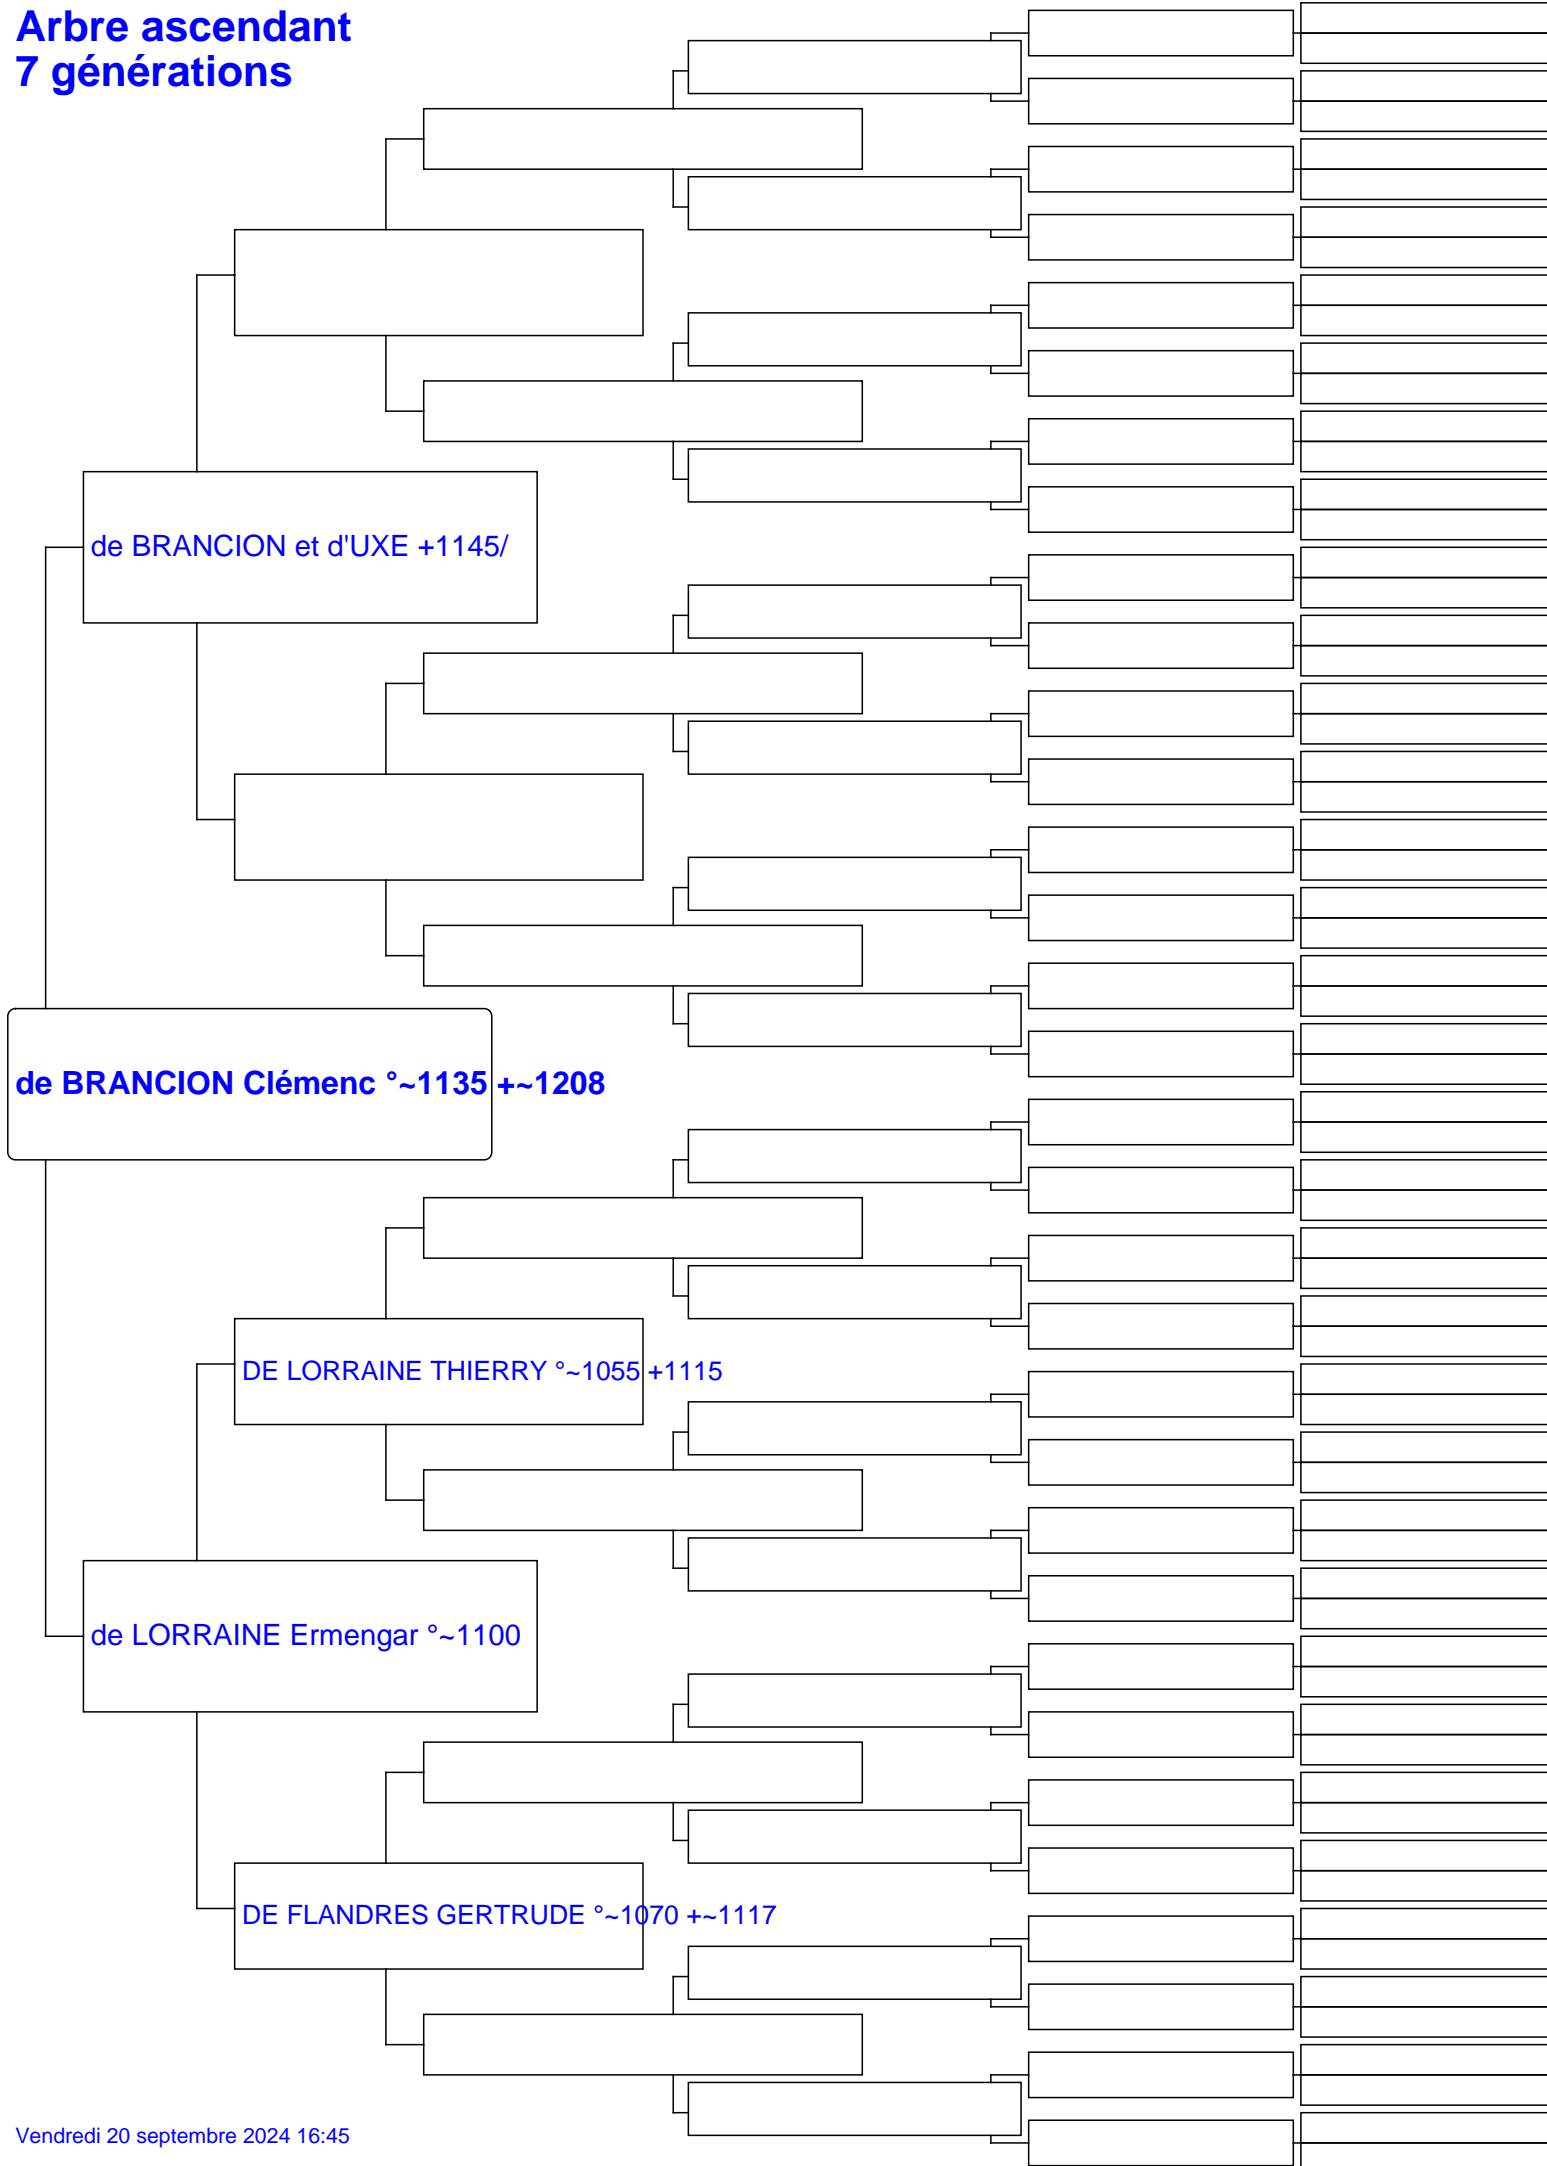 Arbre ascendant
7 générations
de BRANCION et d'UXE +1145/
de BRANCION Clémenc °~1135 +~1208
DE LORRAINE THIERRY °~1055 +1115
de LORRAINE Ermengar °~1100
DE FLANDRES GERTRUDE °~1070 +~1117
Vendredi 20 septembre 2024 16:45